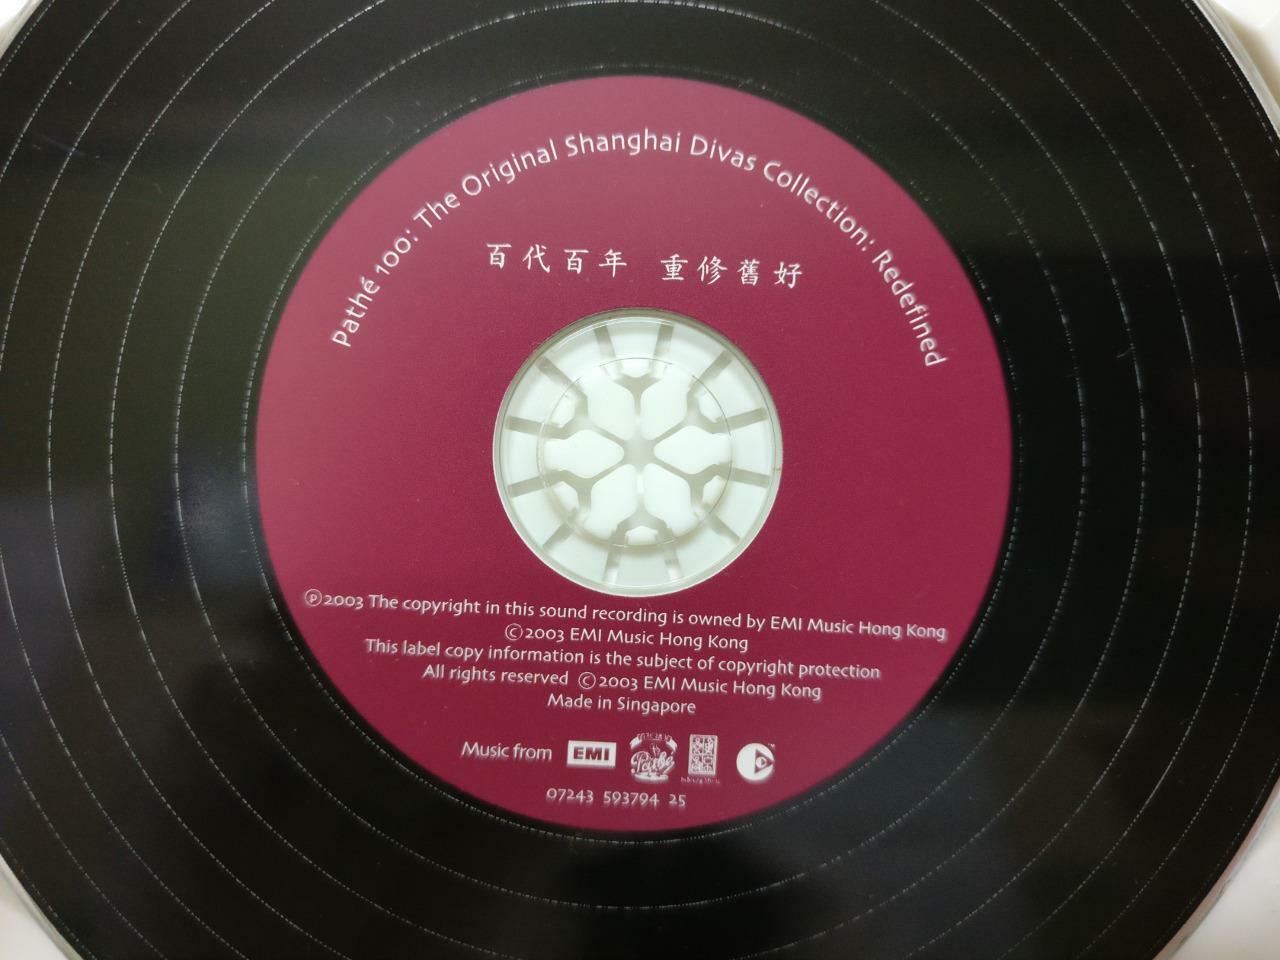 Pathé 100: The Original Shanghai Divas Collection: Redefined
百代百年 重修舊好
℗2003 The copyright in this sound recording is owned by EMI Music Hong Kong
©2003 EMI Music Hong Kong
This label copy information is the subject of copyright protection
All rights reserved ©2003 EMI Music Hong Kong
Made in Singapore
Music from EMI Pathé
07243 593794 25